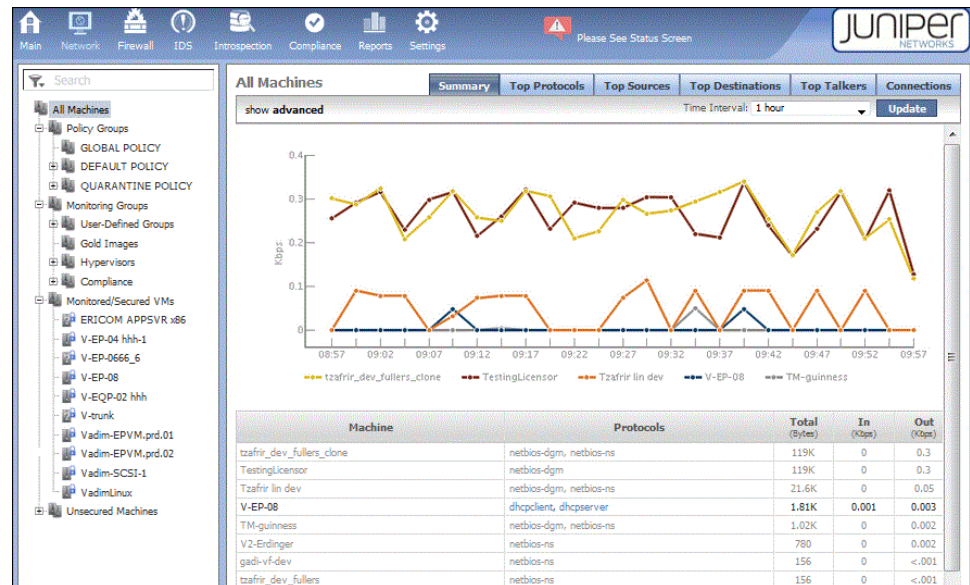 Main Network Firewall IDS Introspection Compliance Reports Settings
Please See Status Screen
JUNIPER
NETWORKS
Search
All Machines
Policy Groups
GLOBAL POLICY
DEFAULT POLICY
QUARANTINE POLICY
Monitoring Groups
User-Defined Groups
Gold Images
Hypervisors
Compliance
Monitored/Secured VMs
ERICOM APPSVR x86
V-EP-04 hhh-1
V-EP-0666_6
V-EP-08
V-EQP-02 hhh
V-trunk
Vadim-EPVM.prd.01
Vadim-EPVM.prd.02
Vadim-SCSI-1
VadimLinux
Unsecured Machines
All Machines Summary Top Protocols Top Sources Top Destinations Top Talkers Connections
show advanced Time Interval: 1 hour Update
0.4
0.3
0.2
0.1
0
Kbps
08:57 09:02 09:07 09:12 09:17 09:22 09:27 09:32 09:37 09:42 09:47 09:52 09:57
tzafrir_dev_fullers_clone TestingLicensor Tzafrir lin dev V-EP-08 TM-guinness
Machine Protocols Total (Bytes) In (Kbps) Out (Kbps)
tzafrir_dev_fullers_clone netbios-dgm, netbios-ns 119K 0 0.3
TestingLicensor netbios-dgm 119K 0 0.3
Tzafrir lin dev netbios-dgm, netbios-ns 21.6K 0 0.05
V-EP-08 dhcpclient, dhcpserver 1.81K 0.001 0.003
TM-guinness netbios-dgm, netbios-ns 1.02K 0 0.002
V2-Erdinger netbios-ns 780 0 0.002
gadi-vf-dev netbios-ns 156 0 <.001
tzafrir_dev_fullers netbios-ns 156 0 <.001